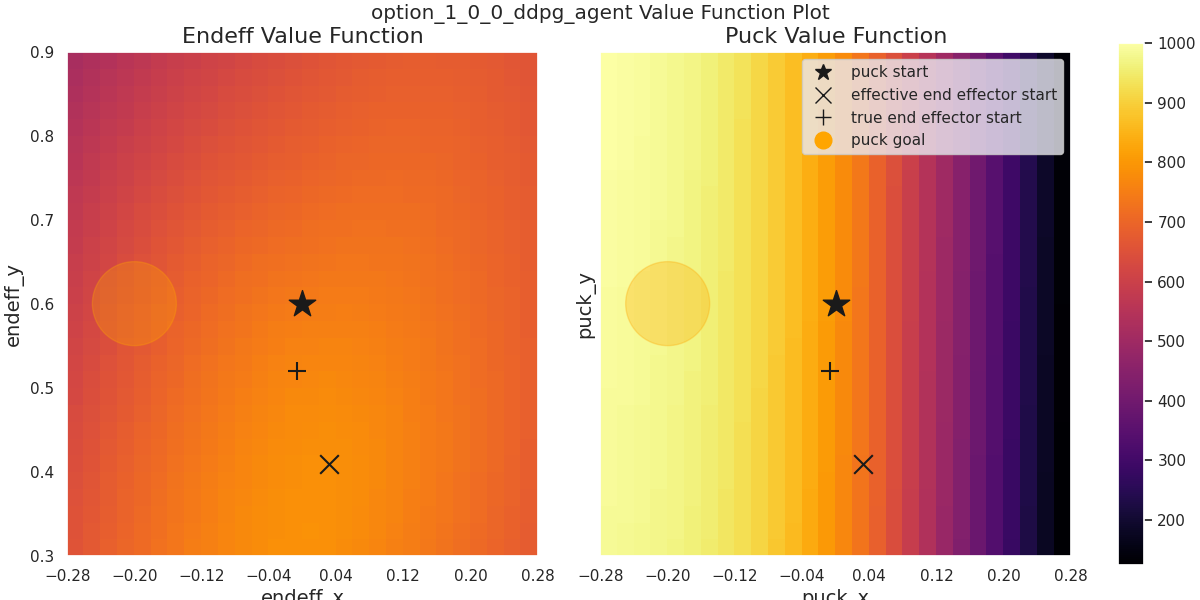 option_1_0_0_ddpg_agent Value Function Plot
Endeff Value Function
Puck Value Function
0.9
0.8
0.7
0.6
0.5
0.4
0.3
endeff_y
−0.28 −0.20 −0.12 −0.04 0.04 0.12 0.20 0.28
endeff_x
puck start
effective end effector start
true end effector start
puck goal
puck_y
−0.28 −0.20 −0.12 −0.04 0.04 0.12 0.20 0.28
puck_x
1000
900
800
700
600
500
400
300
200